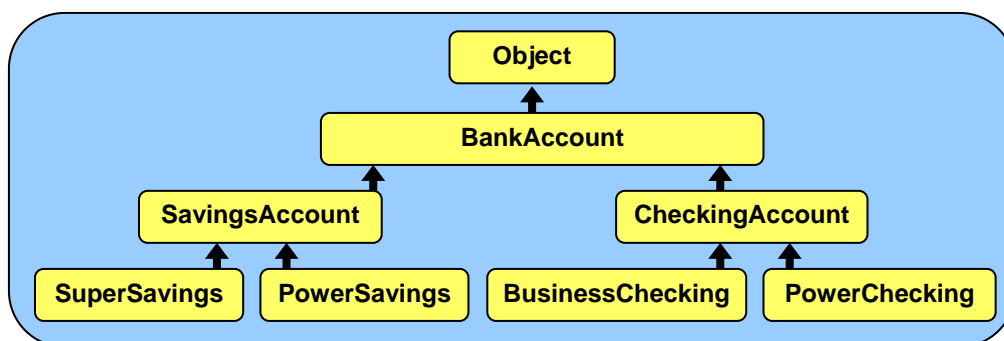 Object
BankAccount
SavingsAccount CheckingAccount
SuperSavings PowerSavings BusinessChecking PowerChecking